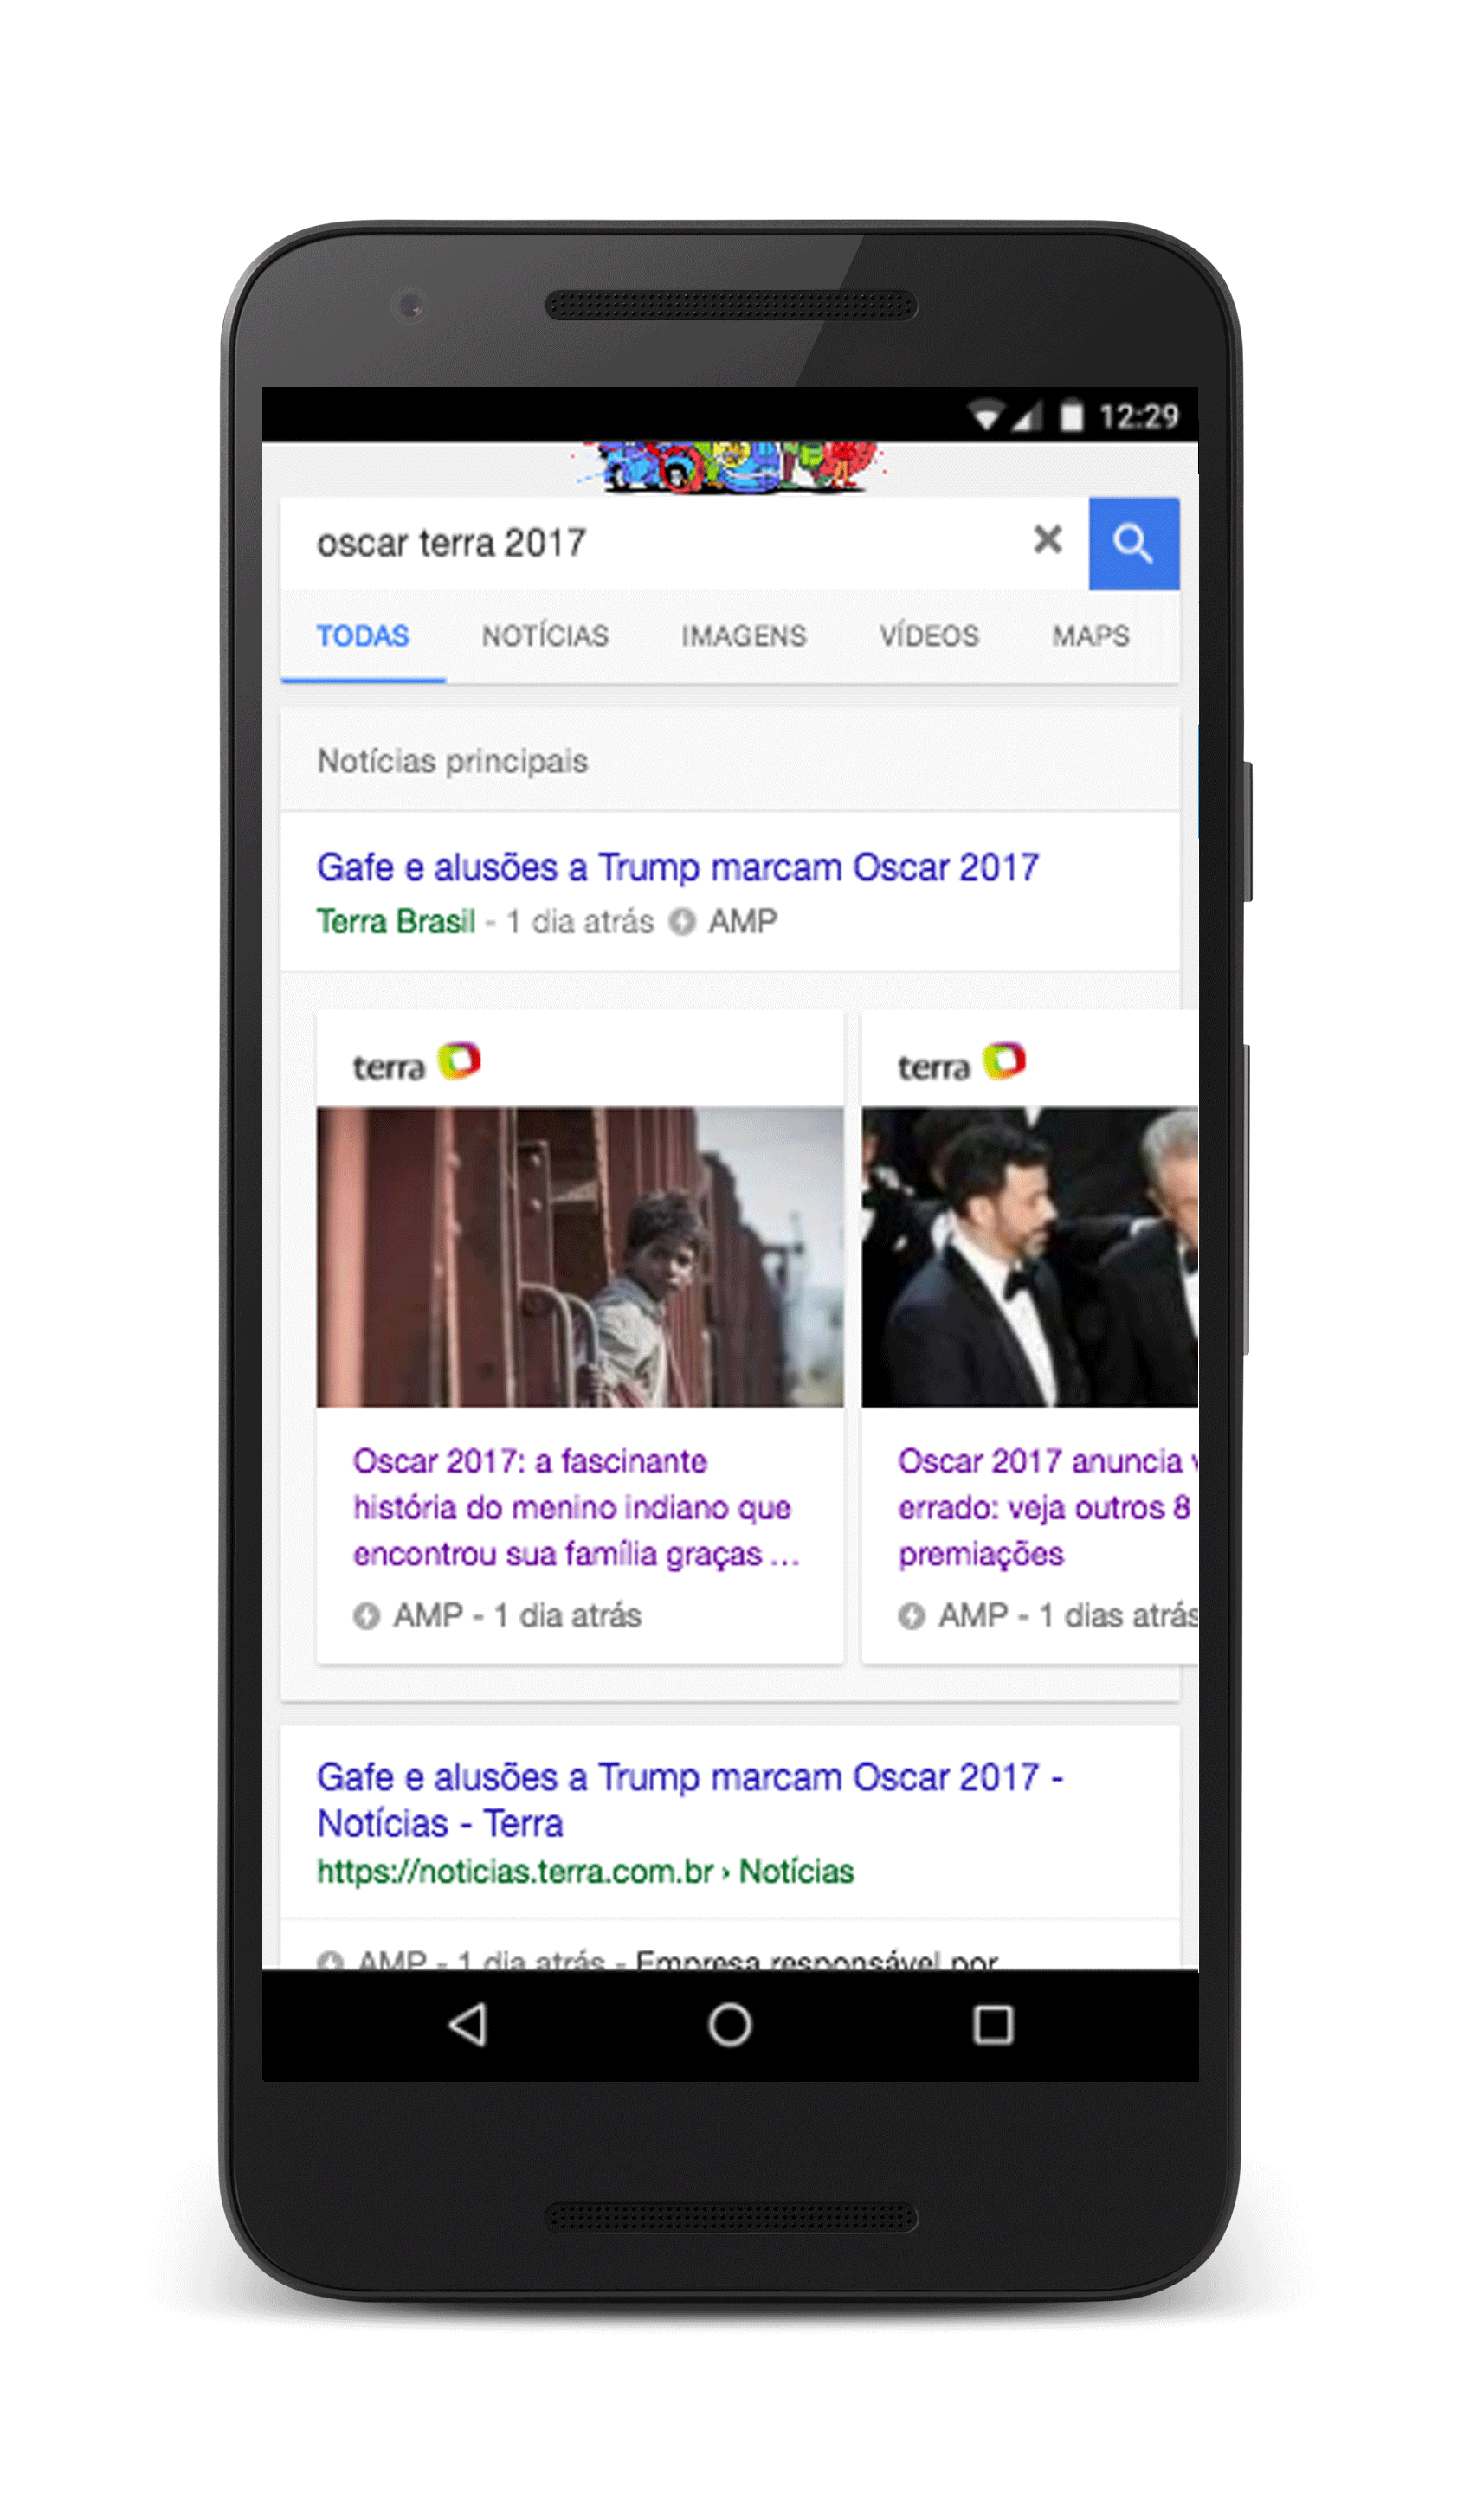 12:29
oscar terra 2017
TODAS NOTÍCIAS IMAGENS VÍDEOS MAPS
Notícias principais
Gafe e alusões a Trump marcam Oscar 2017
Terra Brasil - 1 dia atrás AMP
terra
Oscar 2017: a fascinante
história do menino indiano que
encontrou sua família graças ...
AMP - 1 dia atrás
terra
Oscar 2017 anuncia
errado: veja outros 8
premiações
AMP - 1 dias atrás
Gafe e alusões a Trump marcam Oscar 2017 -
Notícias - Terra
https://noticias.terra.com.br › Notícias
AMP - 1 dia atrás - Empresa responsável por